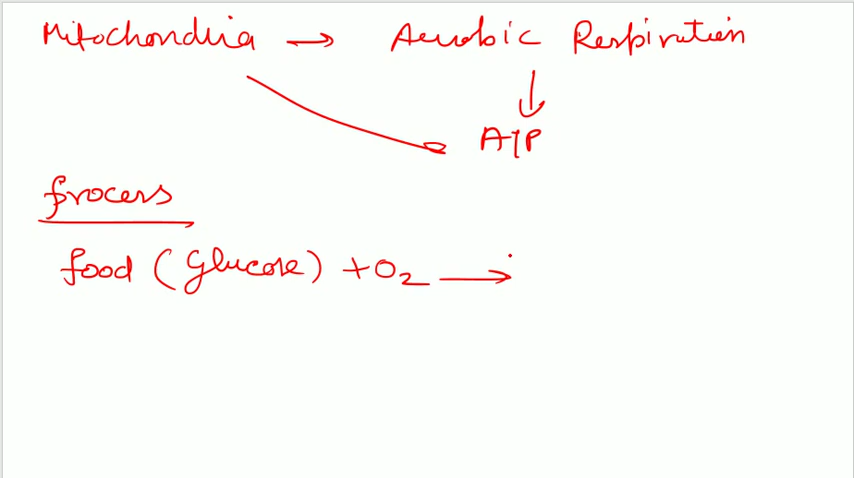 Mitochondria → Aerobic Respiration
↓
ATP
Process
food (Glucose) + O₂ →